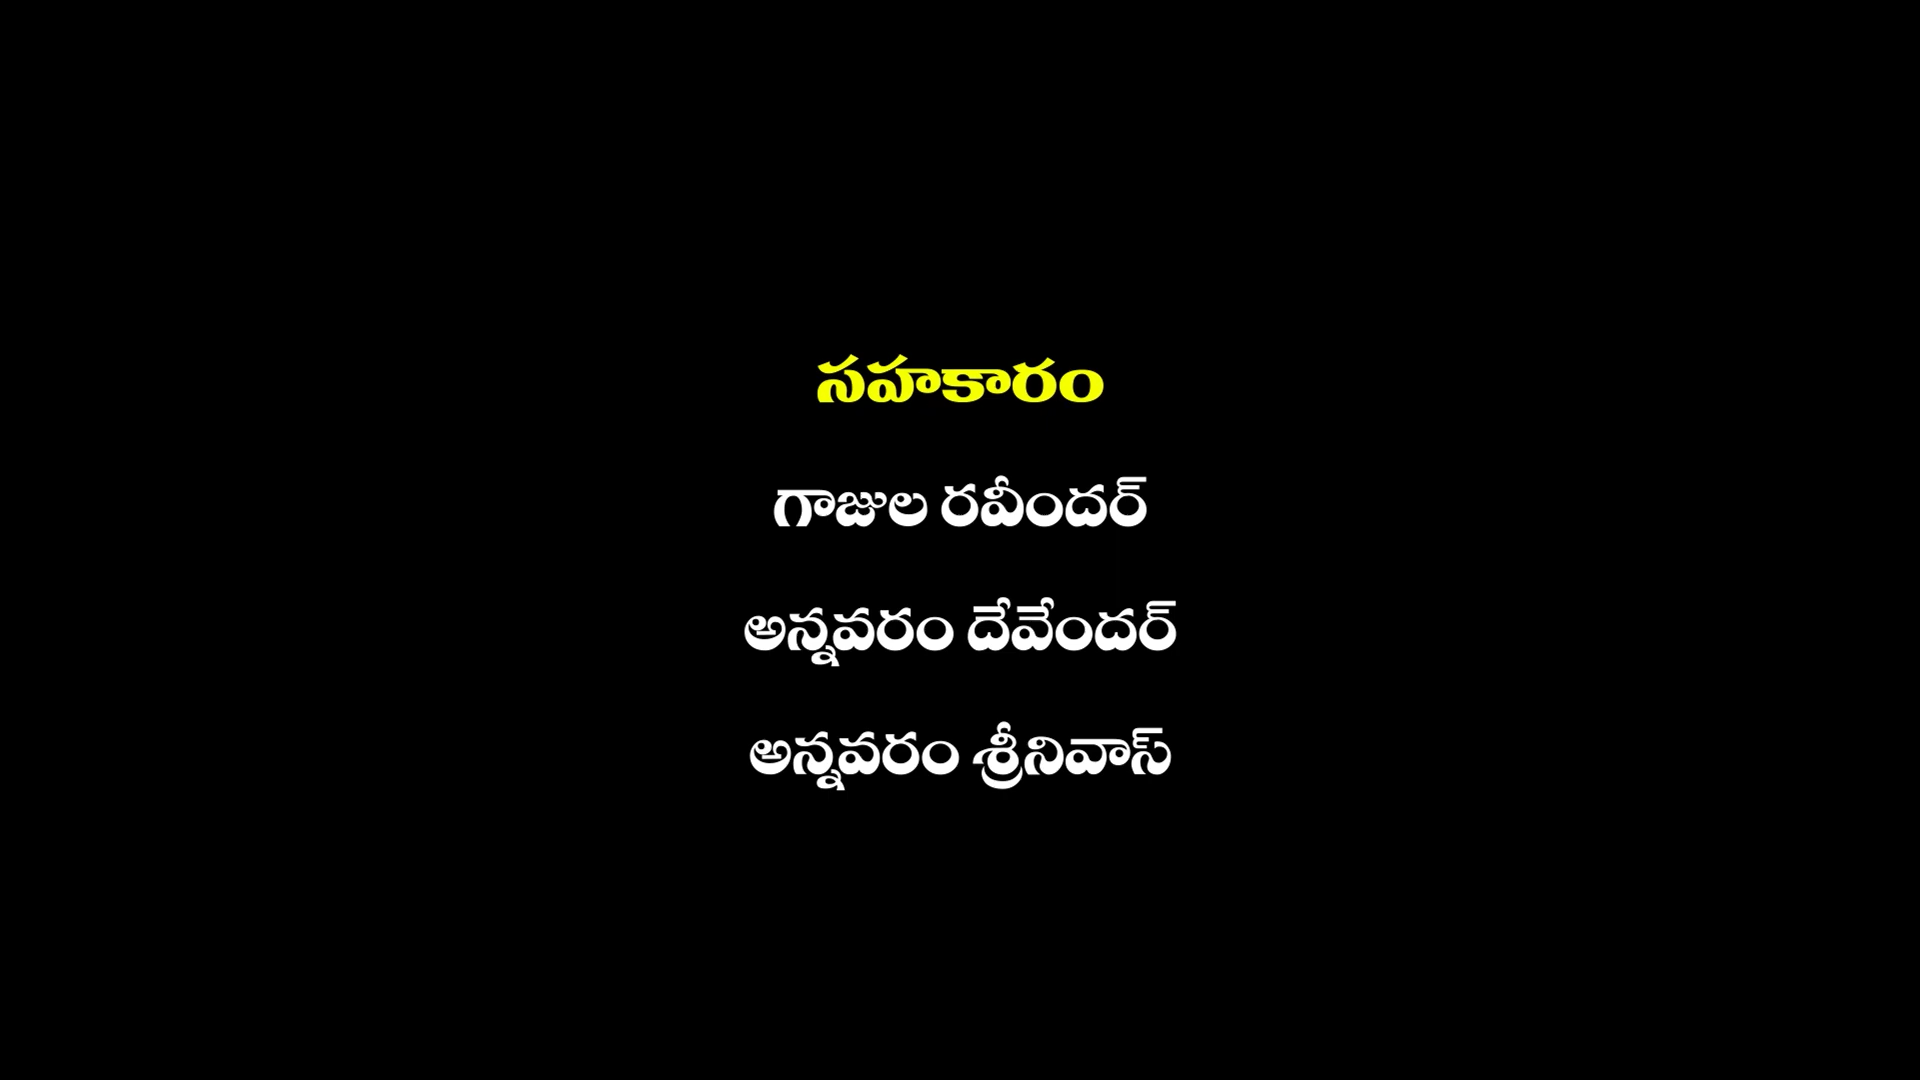 సహకారం
గాజుల రవీందర్
అన్నవరం దేవేందర్
అన్నవరం శ్రీనివాస్